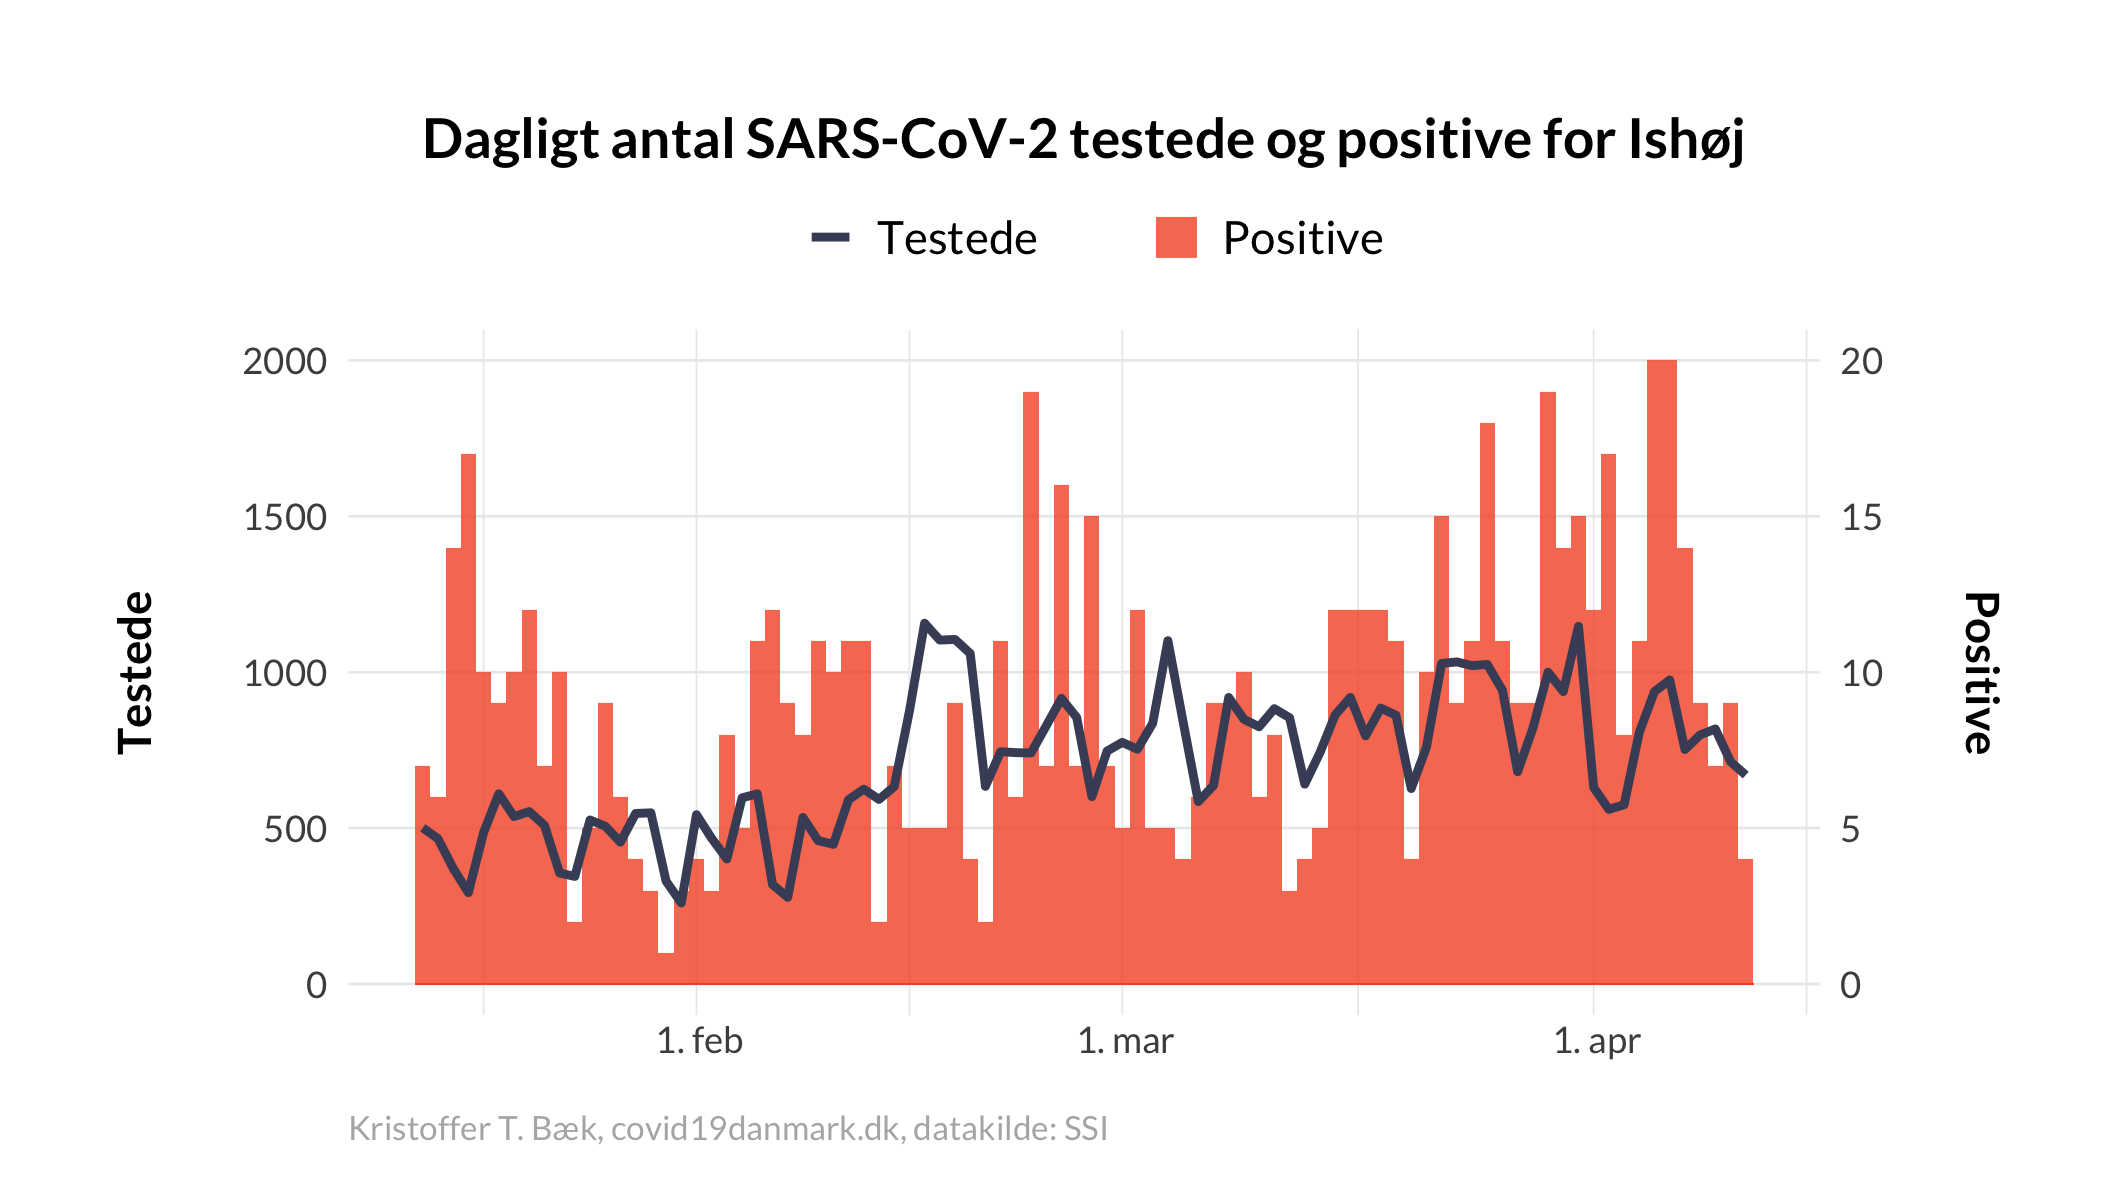 Dagligt antal SARS-CoV-2 testede og positive for Ishøj
Testede Positive
2000 20
1500 15
1000 10
500 5
0 0
Testede
Positive
1. feb 1. mar 1. apr
Kristoffer T. Bæk, covid19danmark.dk, datakilde: SSI